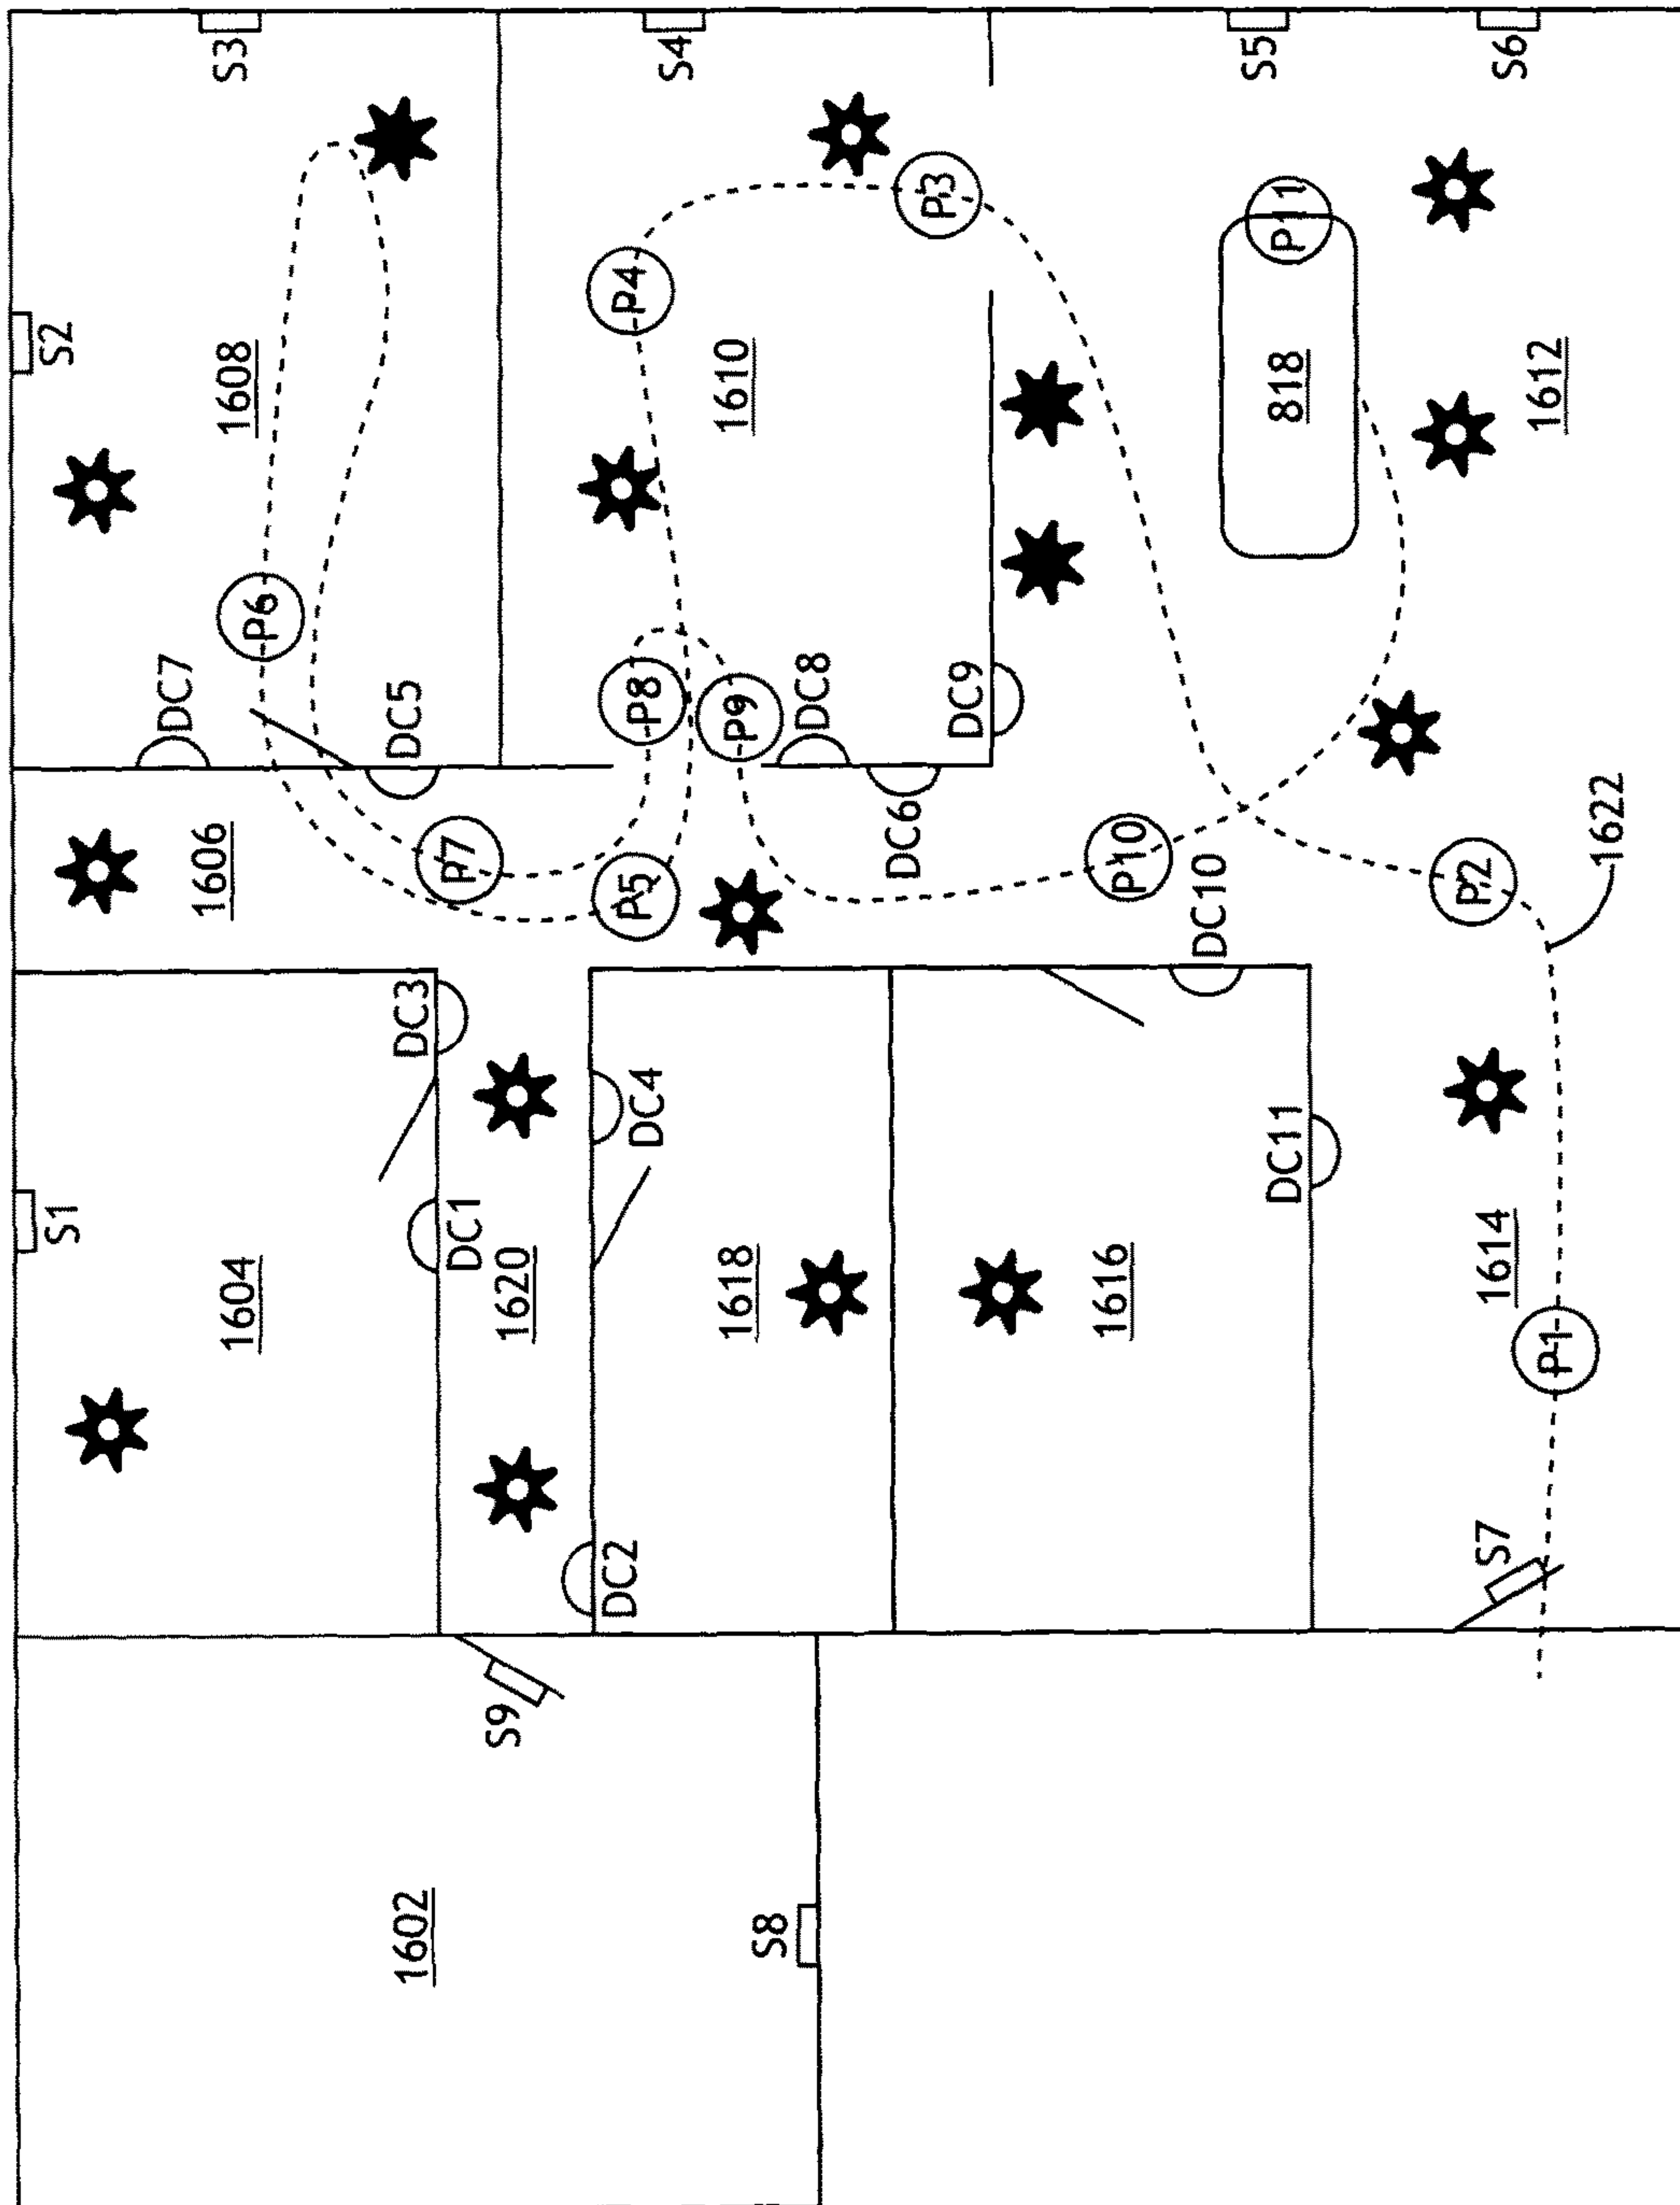 S1
S2
S3
S4
S5
S6
S7
S8
S9
1602
1604
1606
1608
1610
1612
1614
1616
1618
1620
1622
818
DC1
DC2
DC3
DC4
DC5
DC6
DC7
DC8
DC9
DC10
DC11
P1
P2
P3
P4
P5
P6
P7
P8
P9
P10
P11